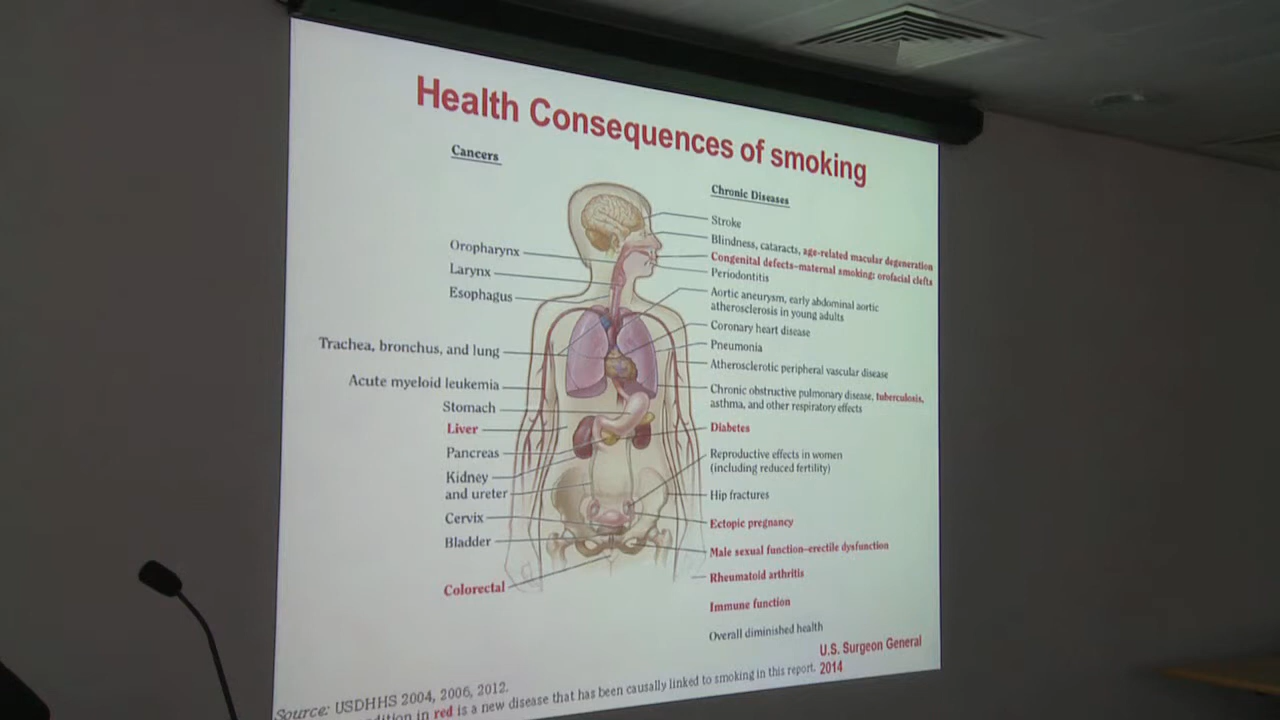 Health Consequences of smoking
Cancers
Oropharynx
Larynx
Esophagus
Trachea, bronchus, and lung
Acute myeloid leukemia
Stomach
Liver
Pancreas
Kidney
and ureter
Cervix
Bladder
Colorectal
Chronic Diseases
Stroke
Blindness, cataracts, age-related macular degeneration
Congenital defects–maternal smoking: orofacial clefts
Periodontitis
Aortic aneurysm, early abdominal aortic
atherosclerosis in young adults
Coronary heart disease
Pneumonia
Atherosclerotic peripheral vascular disease
Chronic obstructive pulmonary disease, tuberculosis,
asthma, and other respiratory effects
Diabetes
Reproductive effects in women
(including reduced fertility)
Hip fractures
Ectopic pregnancy
Male sexual function–erectile dysfunction
Rheumatoid arthritis
Immune function
Overall diminished health
U.S. Surgeon General
2014
Source: USDHHS 2004, 2006, 2012.
in red is a new disease that has been causally linked to smoking in this report.